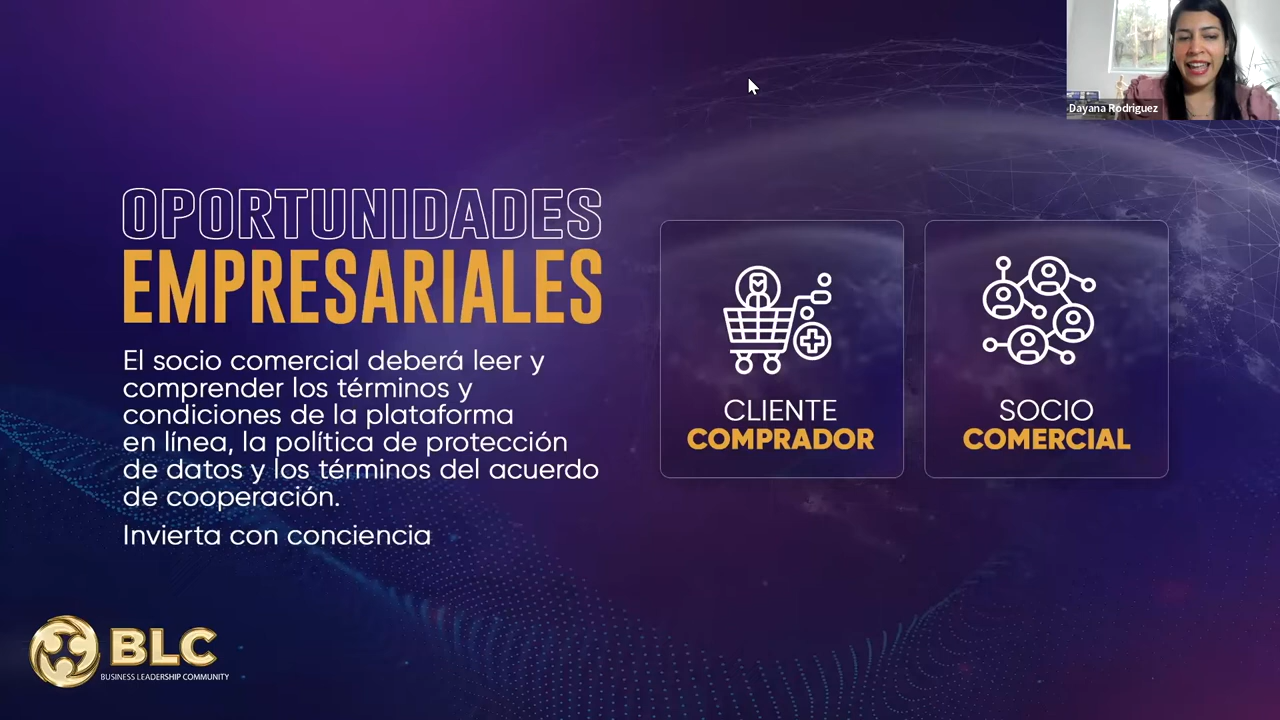 Dayana Rodriguez
OPORTUNIDADES
EMPRESARIALES
El socio comercial deberá leer y
comprender los términos y
condiciones de la plataforma
en línea, la política de protección
de datos y los términos del acuerdo
de cooperación.
Invierta con conciencia
CLIENTE
COMPRADOR
SOCIO
COMERCIAL
BLC
BUSINESS LEADERSHIP COMMUNITY